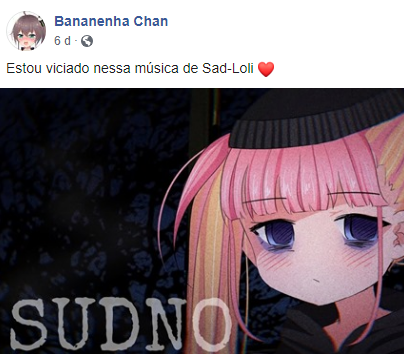 Bananenha Chan
6 d ·
Estou viciado nessa música de Sad-Loli ❤️
SUDNO